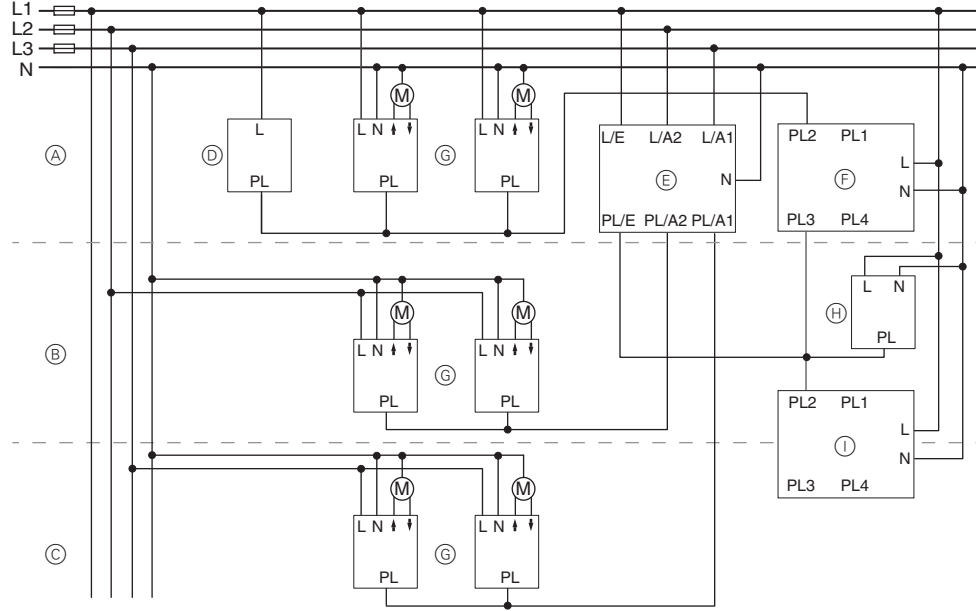 L1
L2
L3
N
M M
L L N L N L/E L/A2 L/A1 PL2 PL1
A D G E N L F
N
PL PL PL PL/E PL/A2 PL/A1 PL3 PL4
L N
M M H
B L N G L N PL
PL PL PL2 PL1
L
I
N
M M PL3 PL4
L N L N
C G
PL PL